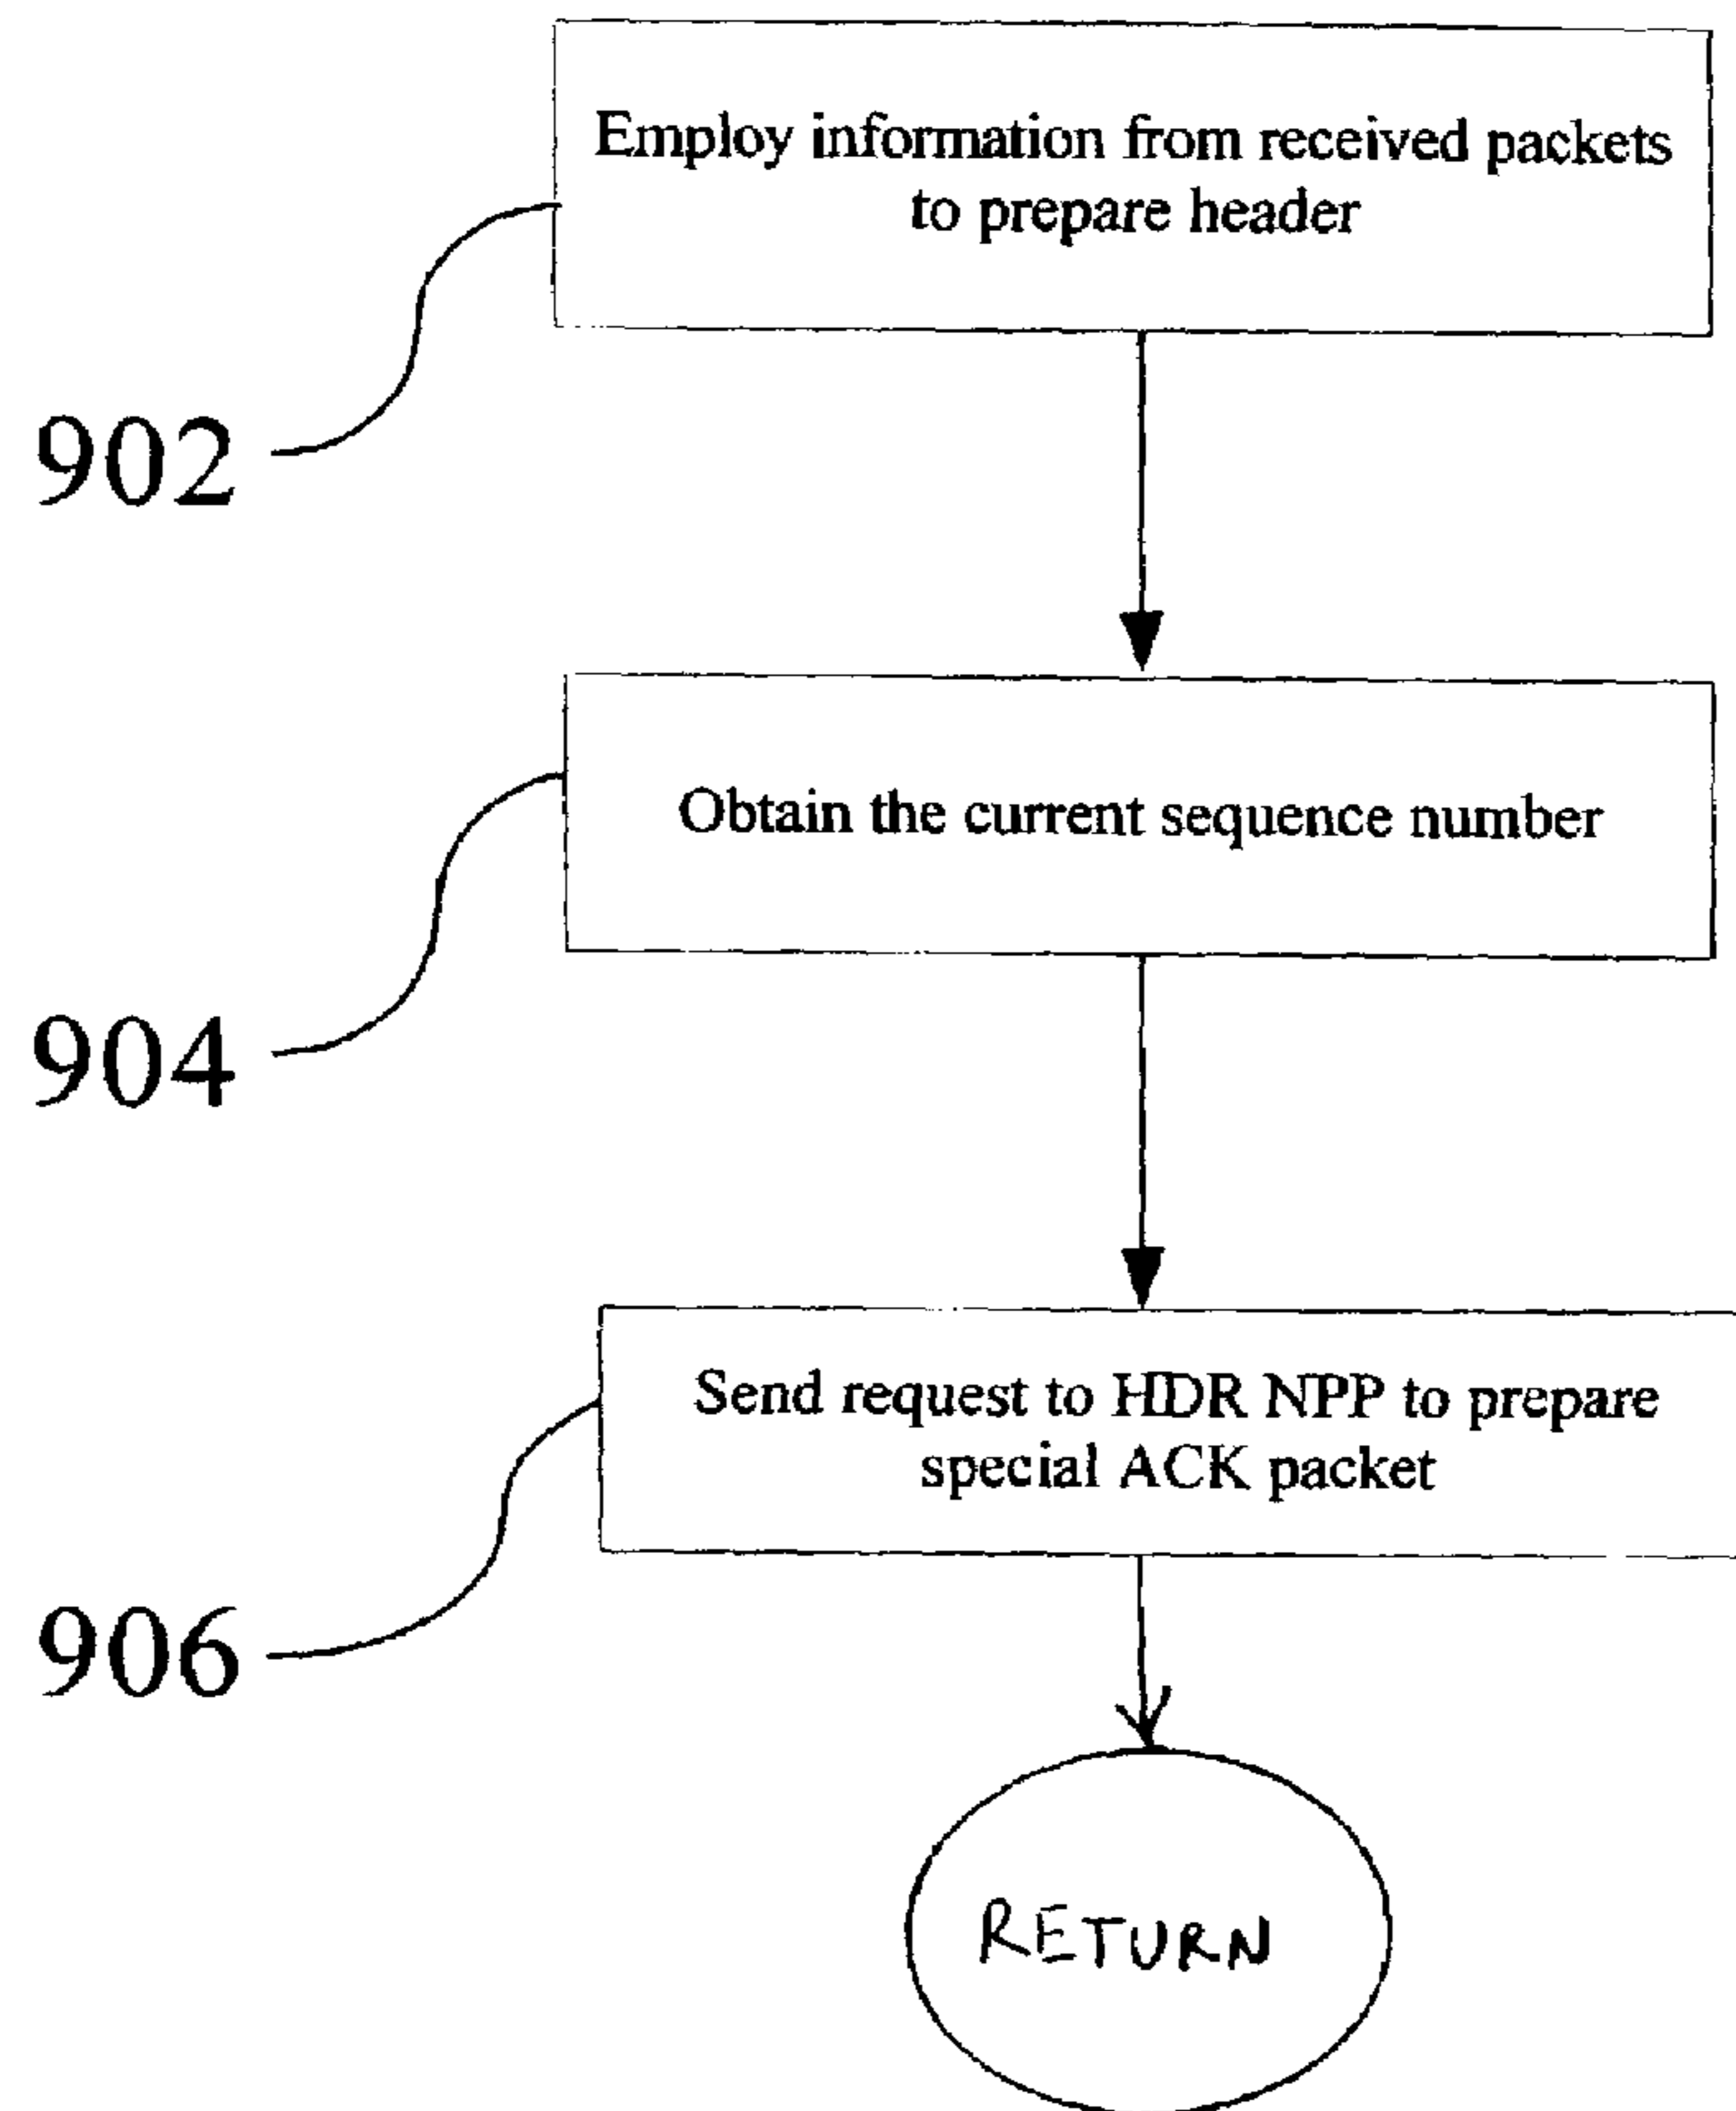 Employ information from received packets
to prepare header
902
Obtain the current sequence number
904
Send request to HDR NPP to prepare
special ACK packet
906
RETURN